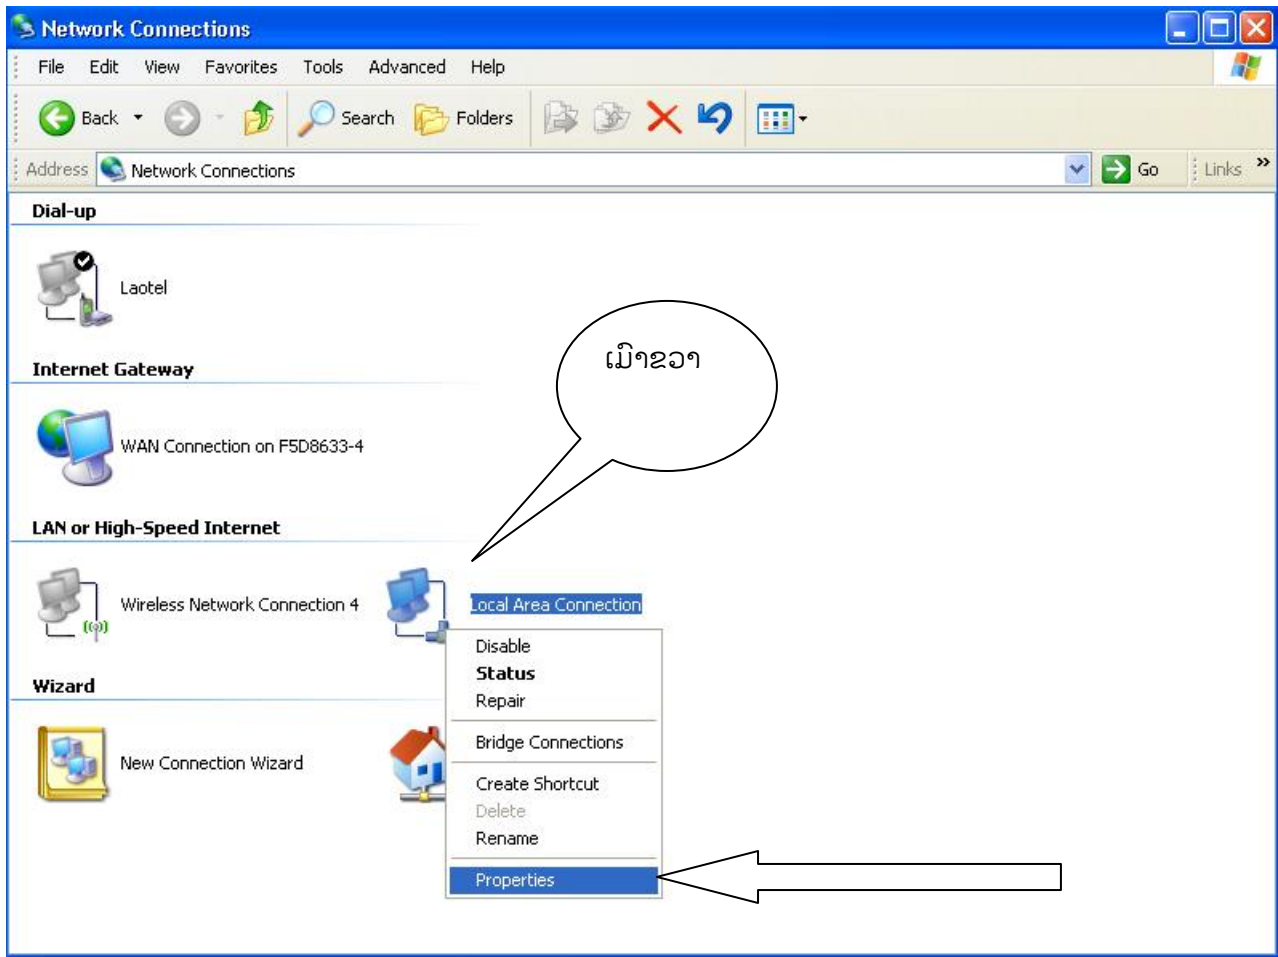 Network Connections
File Edit View Favorites Tools Advanced Help
Back Search Folders
Address Network Connections Go Links
Dial-up
Laotel
Internet Gateway
WAN Connection on F5D8633-4
ເມົາຂວາ
LAN or High-Speed Internet
Wireless Network Connection 4
Local Area Connection
Disable
Status
Repair
Bridge Connections
Create Shortcut
Delete
Rename
Properties
Wizard
New Connection Wizard